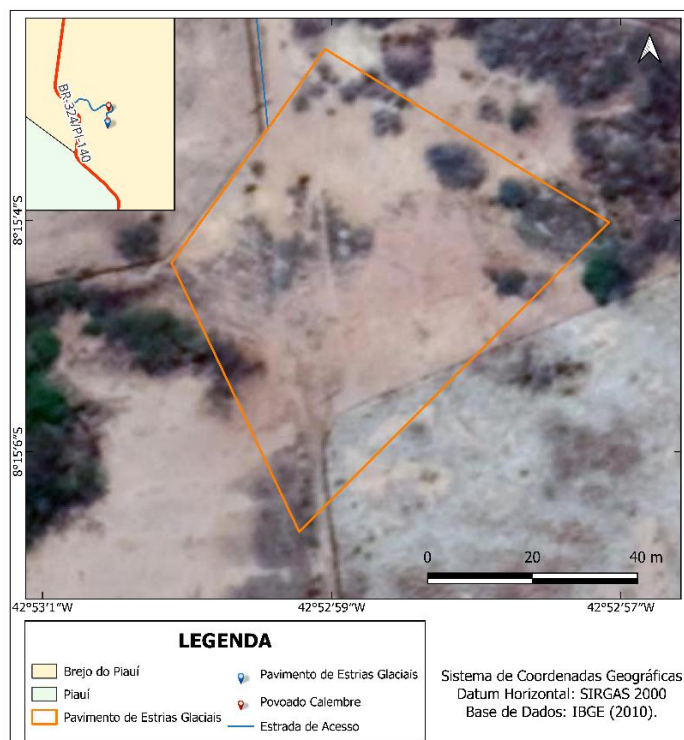 BR-324/PI-140
8°15'4"S
8°15'6"S
0 20 40 m
42°53'1"W 42°52'59"W 42°52'57"W
LEGENDA
Brejo do Piauí
Piauí
Pavimento de Estrias Glaciais
Pavimento de Estrias Glaciais
Povoado Calembre
Estrada de Acesso
Sistema de Coordenadas Geográficas
Datum Horizontal: SIRGAS 2000
Base de Dados: IBGE (2010).